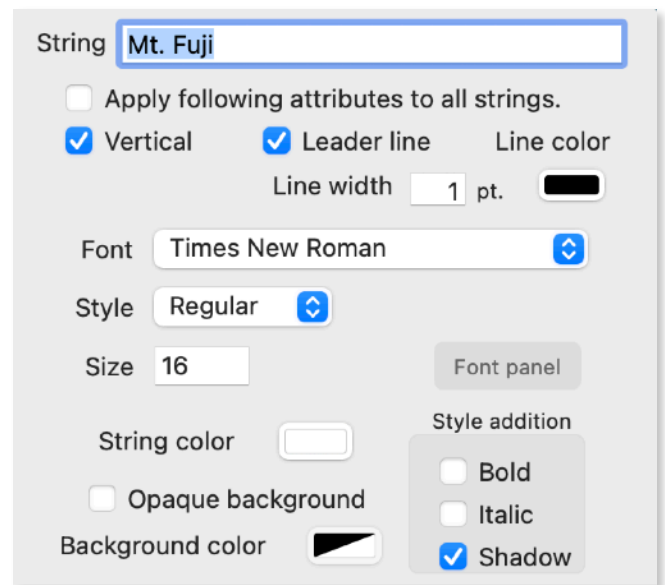 String Mt. Fuji
Apply following attributes to all strings.
Vertical Leader line Line color
Line width 1 pt.
Font Times New Roman
Style Regular
Size 16 Font panel
Style addition
String color
Bold
Opaque background
Italic
Background color
Shadow